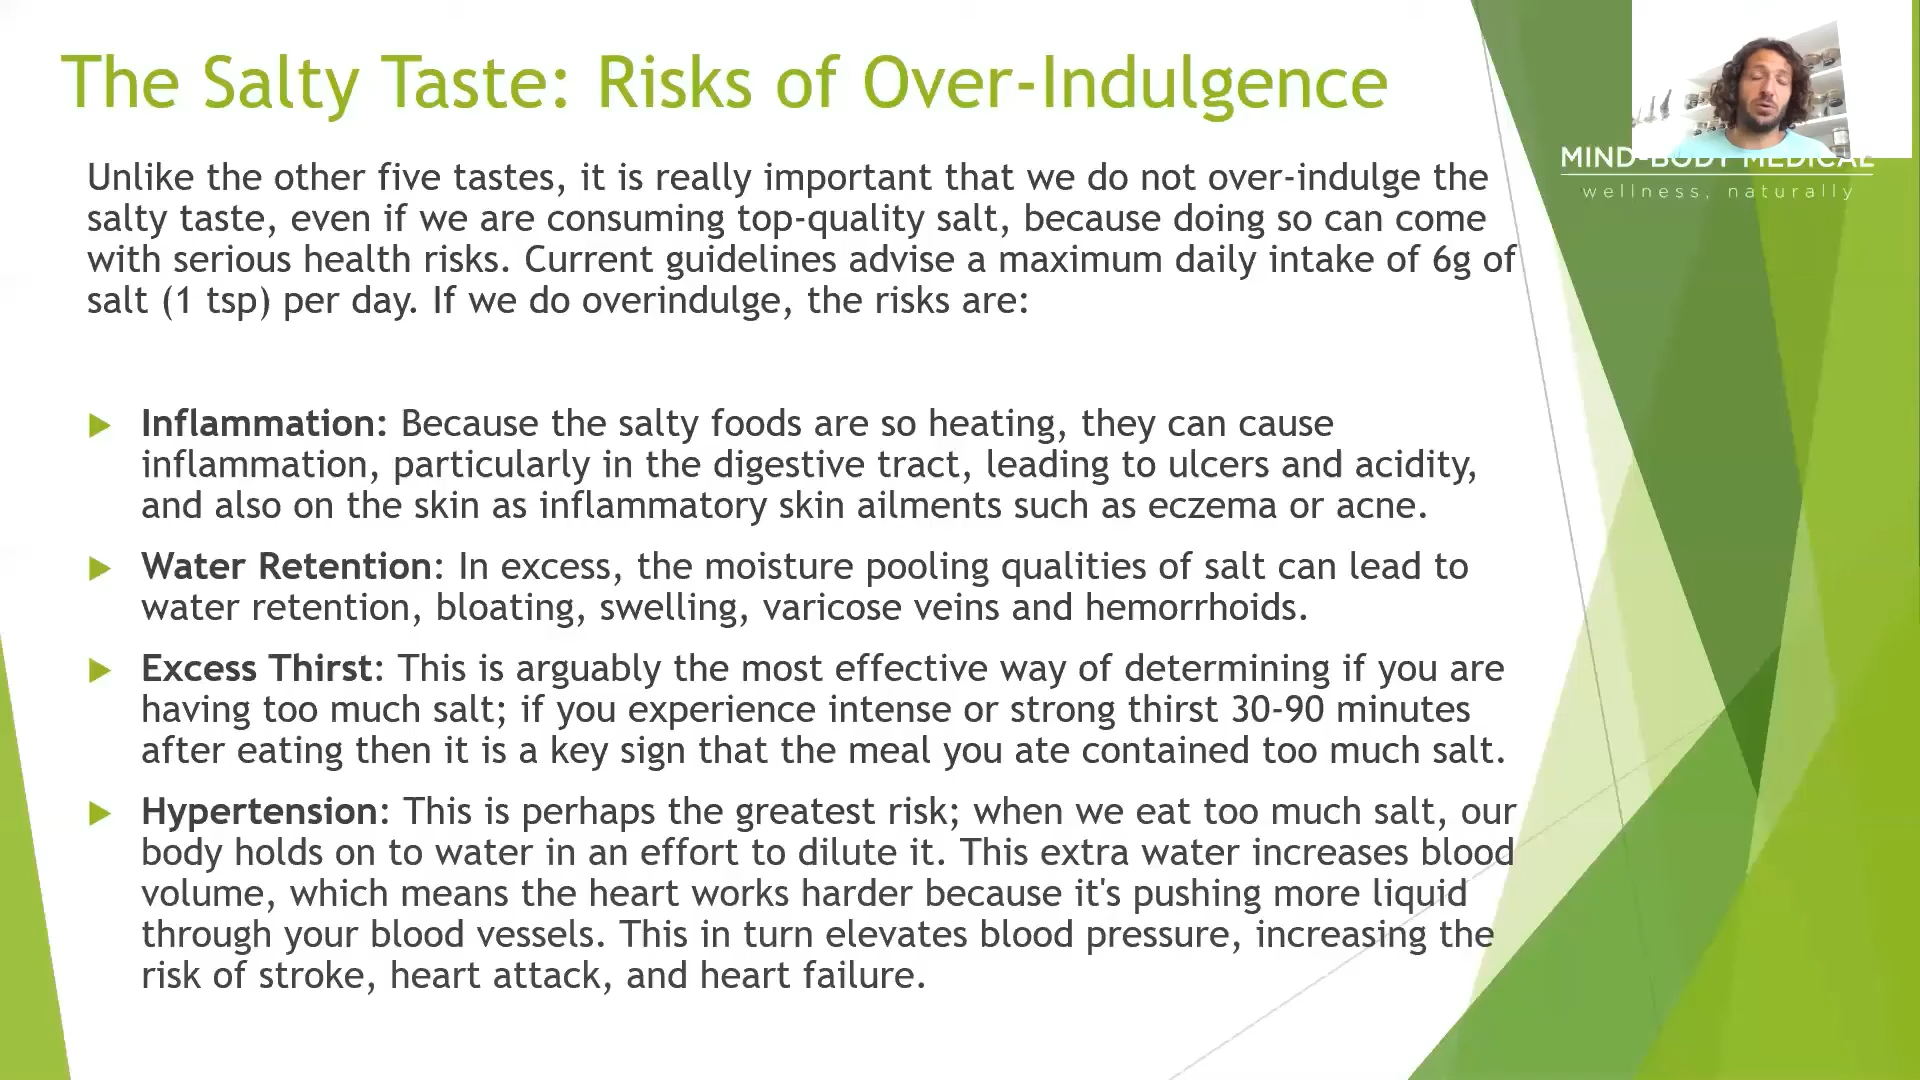 The Salty Taste: Risks of Over-Indulgence
Unlike the other five tastes, it is really important that we do not over-indulge the
salty taste, even if we are consuming top-quality salt, because doing so can come
with serious health risks. Current guidelines advise a maximum daily intake of 6g of
salt (1 tsp) per day. If we do overindulge, the risks are:
Inflammation: Because the salty foods are so heating, they can cause
inflammation, particularly in the digestive tract, leading to ulcers and acidity,
and also on the skin as inflammatory skin ailments such as eczema or acne.
Water Retention: In excess, the moisture pooling qualities of salt can lead to
water retention, bloating, swelling, varicose veins and hemorrhoids.
Excess Thirst: This is arguably the most effective way of determining if you are
having too much salt; if you experience intense or strong thirst 30-90 minutes
after eating then it is a key sign that the meal you ate contained too much salt.
Hypertension: This is perhaps the greatest risk; when we eat too much salt, our
body holds on to water in an effort to dilute it. This extra water increases blood
volume, which means the heart works harder because it's pushing more liquid
through your blood vessels. This in turn elevates blood pressure, increasing the
risk of stroke, heart attack, and heart failure.
MIND-BODY MEDICAL
wellness, naturally